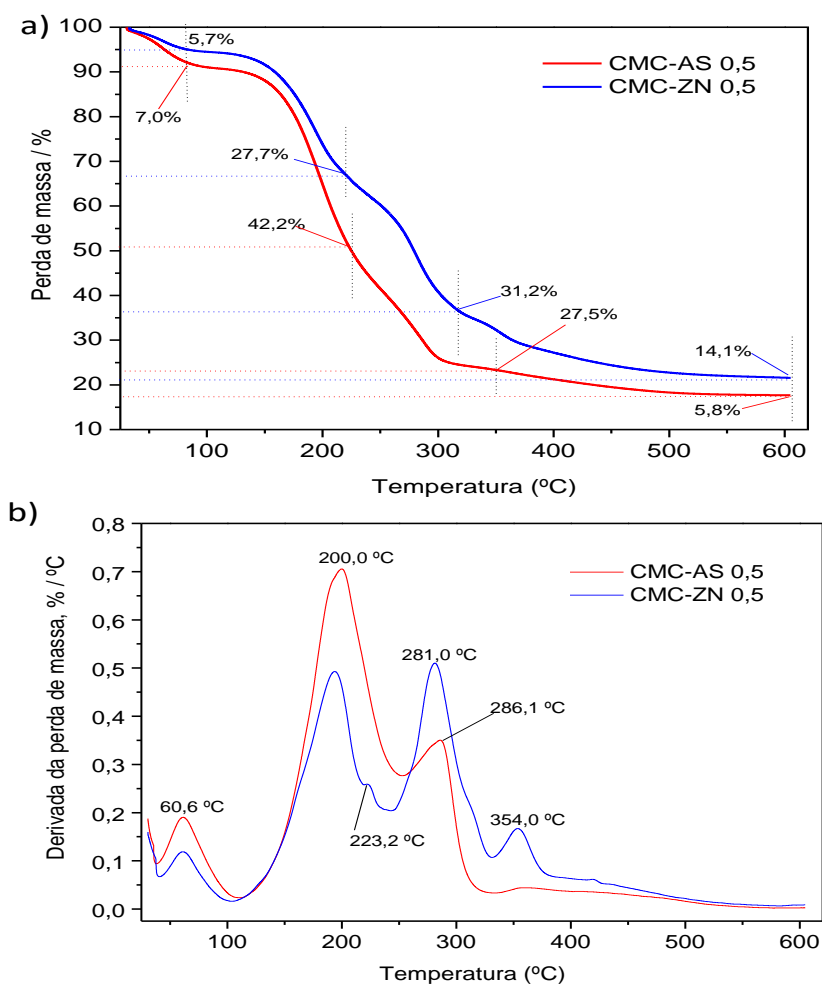 a)
100
90
80
70
60
50
40
30
20
10
Perda de massa / %
5,7%
7,0%
27,7%
42,2%
31,2%
27,5%
14,1%
5,8%
CMC-AS 0,5
CMC-ZN 0,5
100 200 300 400 500 600
Temperatura (ºC)
b)
0,8
0,7
0,6
0,5
0,4
0,3
0,2
0,1
0,0
Derivada da perda de massa, % / ºC
200,0 ºC
CMC-AS 0,5
CMC-ZN 0,5
281,0 ºC
286,1 ºC
60,6 ºC
223,2 ºC
354,0 ºC
100 200 300 400 500 600
Temperatura (ºC)